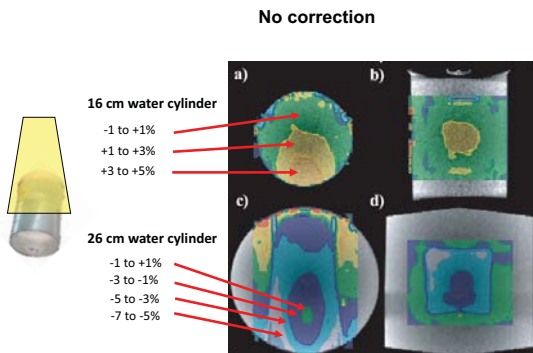 No correction
a)
b)
16 cm water cylinder
-1 to +1%
+1 to +3%
+3 to +5%
c)
d)
26 cm water cylinder
-1 to +1%
-3 to -1%
-5 to -3%
-7 to -5%